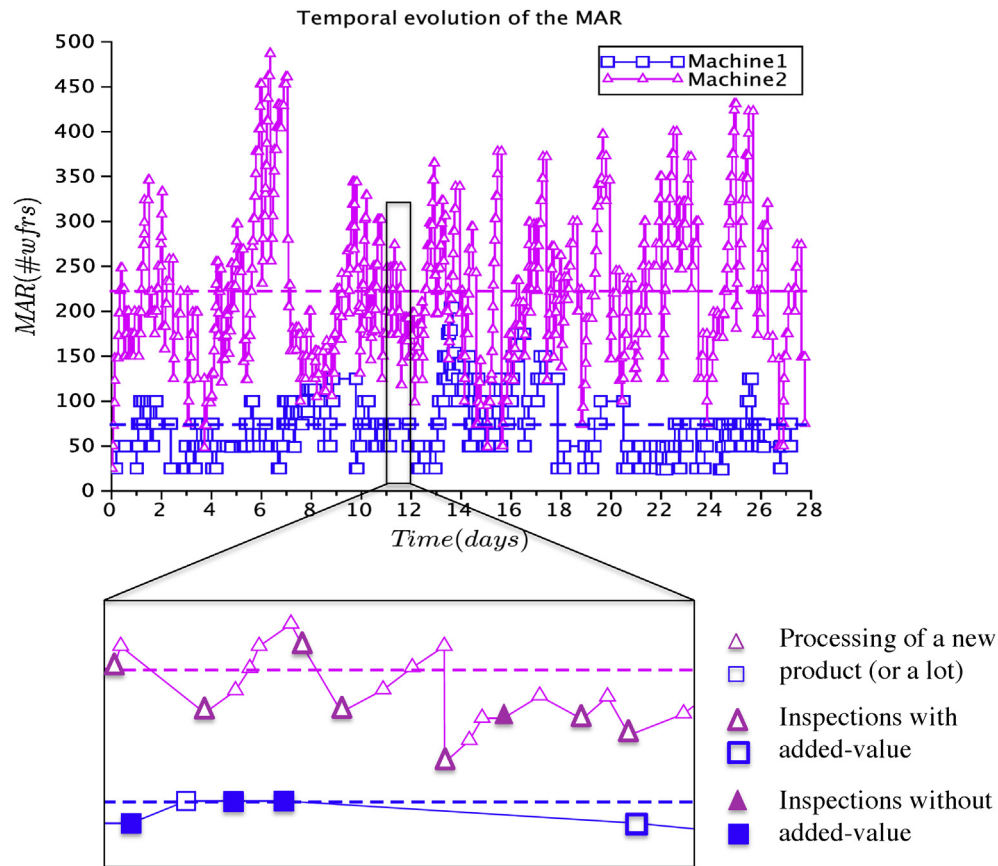 Temporal evolution of the MAR
500
450
400
350
300
250
200
150
100
50
0
MAR(#wfrs)
Machine1
Machine2
0 2 4 6 8 10 12 14 16 18 20 22 24 26 28
Time(days)
Processing of a new
product (or a lot)
Inspections with
added-value
Inspections without
added-value